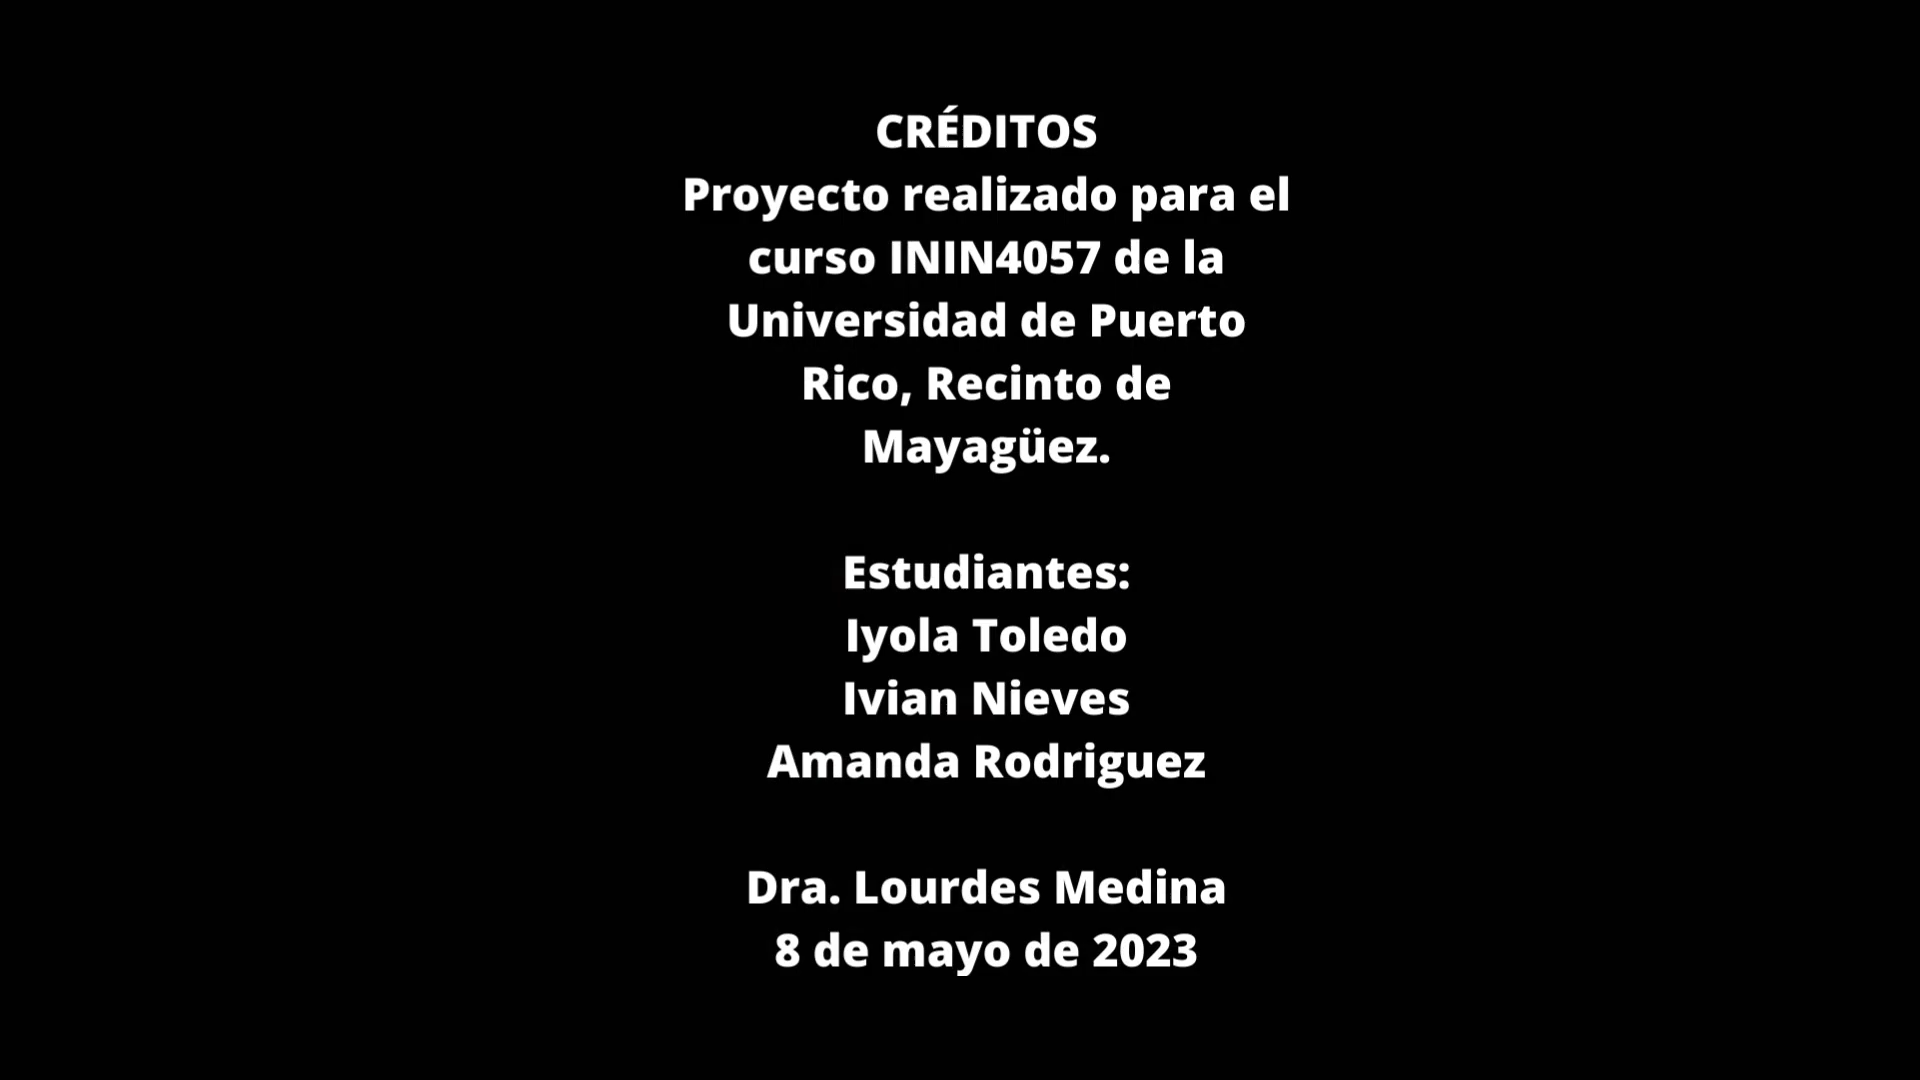 CRÉDITOS
Proyecto realizado para el
curso ININ4057 de la
Universidad de Puerto
Rico, Recinto de
Mayagüez.
Estudiantes:
Iyola Toledo
Ivian Nieves
Amanda Rodriguez
Dra. Lourdes Medina
8 de mayo de 2023